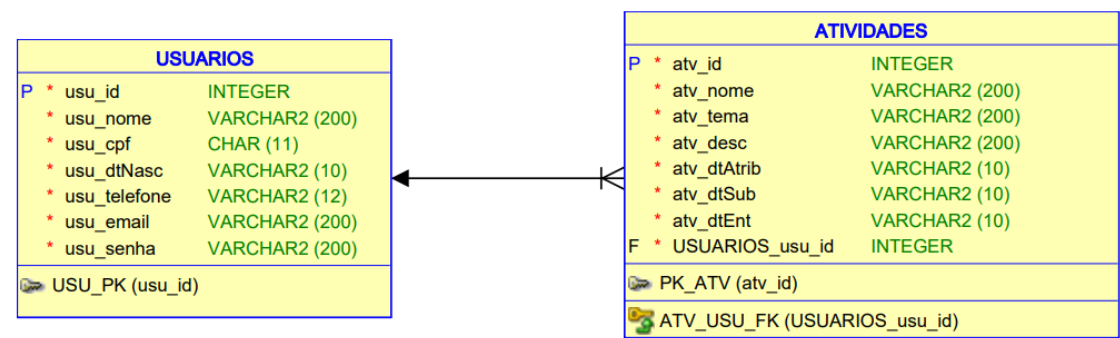 USUARIOS
P * usu_id INTEGER
* usu_nome VARCHAR2 (200)
* usu_cpf CHAR (11)
* usu_dtNasc VARCHAR2 (10)
* usu_telefone VARCHAR2 (12)
* usu_email VARCHAR2 (200)
* usu_senha VARCHAR2 (200)
USU_PK (usu_id)
ATIVIDADES
P * atv_id INTEGER
* atv_nome VARCHAR2 (200)
* atv_tema VARCHAR2 (200)
* atv_desc VARCHAR2 (200)
* atv_dtAtrib VARCHAR2 (10)
* atv_dtSub VARCHAR2 (10)
* atv_dtEnt VARCHAR2 (10)
F * USUARIOS_usu_id INTEGER
PK_ATV (atv_id)
ATV_USU_FK (USUARIOS_usu_id)